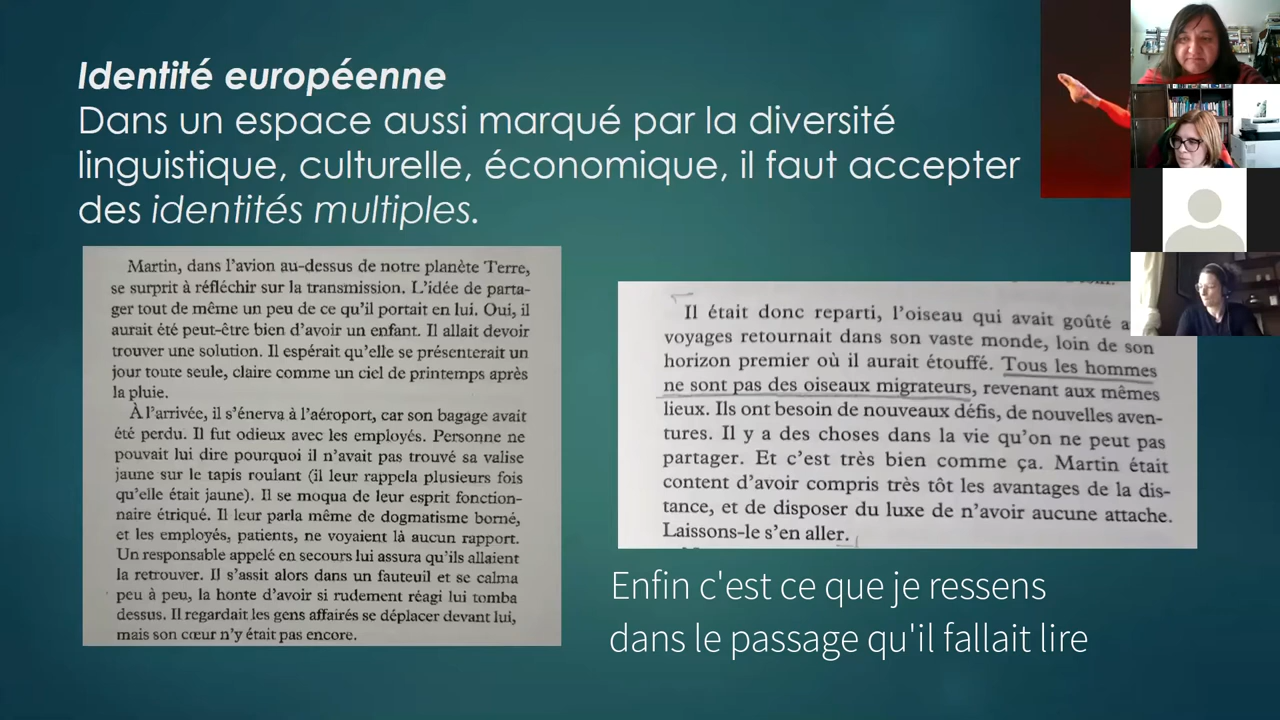 Identité européenne
Dans un espace aussi marqué par la diversité
linguistique, culturelle, économique, il faut accepter
des identités multiples.
Martin, dans l'avion au-dessus de notre planète Terre,
se surprit à réfléchir sur la transmission. L'idée de parta-
ger tout de même un peu de ce qu'il portait en lui. Oui, il
aurait été peut-être bien d'avoir un enfant. Il allait devoir
trouver une solution. Il espérait qu'elle se présenterait un
jour toute seule, claire comme un ciel de printemps après
la pluie.
À l'arrivée, il s'énerva à l'aéroport, car son bagage avait
été perdu. Il fut odieux avec les employés. Personne ne
pouvait lui dire pourquoi il n'avait pas trouvé sa valise
jaune sur le tapis roulant (il leur rappela plusieurs fois
qu'elle était jaune). Il se moqua de leur esprit fonction-
naire étriqué. Il leur parla même de dogmatisme borné,
et les employés, patients, ne voyaient là aucun rapport.
Un responsable appelé en secours lui assura qu'ils allaient
la retrouver. Il s'assit alors dans un fauteuil et se calma
peu à peu, la honte d'avoir si rudement réagi lui tomba
dessus. Il regardait les gens affairés se déplacer devant lui,
mais son cœur n'y était pas encore.
Il était donc reparti, l'oiseau qui avait goûté
voyages retournait dans son vaste monde, loin de son
horizon premier où il aurait étouffé. Tous les hommes
ne sont pas des oiseaux migrateurs, revenant aux mêmes
lieux. Ils ont besoin de nouveaux défis, de nouvelles aven-
tures. Il y a des choses dans la vie qu'on ne peut pas
partager. Et c'est très bien comme ça. Martin était
content d'avoir compris très tôt les avantages de la dis-
tance, et de disposer du luxe de n'avoir aucune attache.
Laissons-le s'en aller.
Enfin c'est ce que je ressens
dans le passage qu'il fallait lire